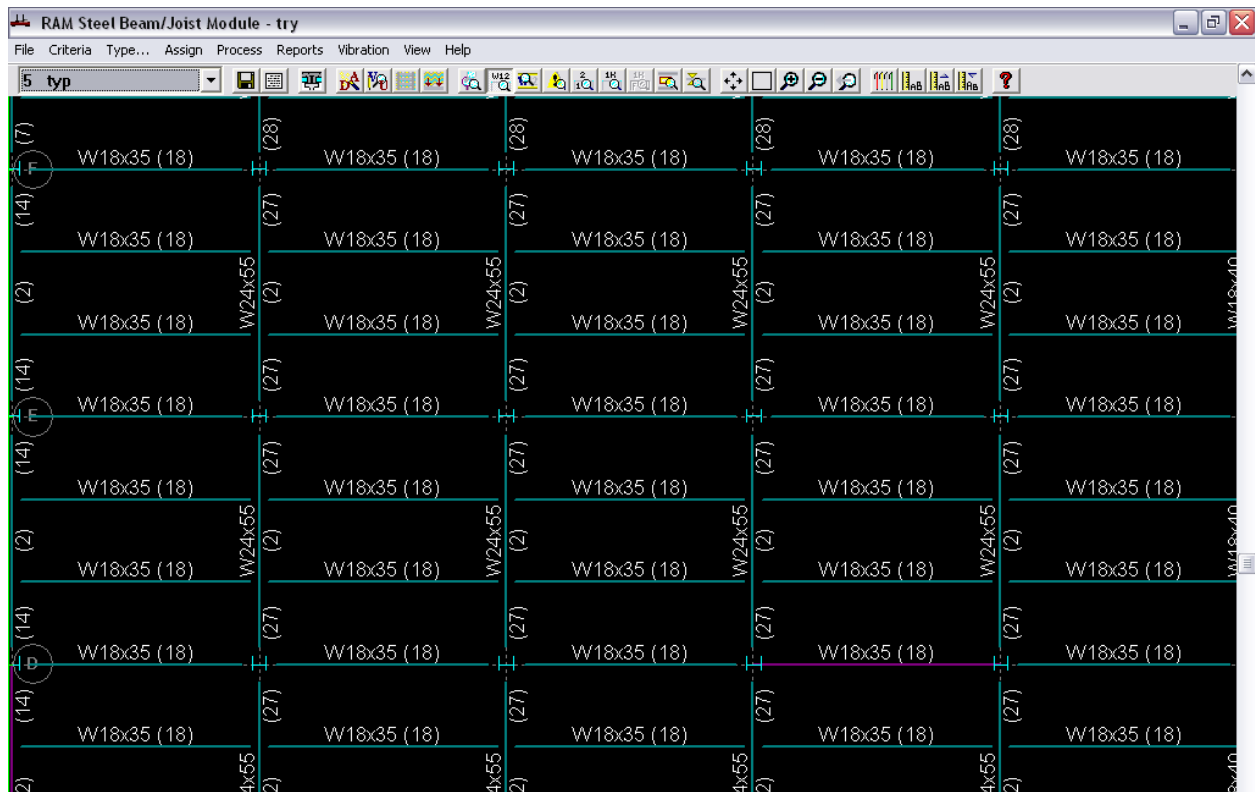 RAM Steel Beam/Joist Module - try
File Criteria Type... Assign Process Reports Vibration View Help
5 typ
(7) (28) (28) (28) (28)
W18x35 (18) W18x35 (18) W18x35 (18) W18x35 (18) W18x35 (18)
F
(14) (27) (27) (27) (27)
W18x35 (18) W18x35 (18) W18x35 (18) W18x35 (18) W18x35 (18)
(2) W24x55 (2) W24x55 (2) W24x55 (2) W24x55 (2) W18x40
W18x35 (18) W18x35 (18) W18x35 (18) W18x35 (18) W18x35 (18)
(14) (27) (27) (27) (27)
W18x35 (18) W18x35 (18) W18x35 (18) W18x35 (18) W18x35 (18)
E
(14) (27) (27) (27) (27)
W18x35 (18) W18x35 (18) W18x35 (18) W18x35 (18) W18x35 (18)
(2) W24x55 (2) W24x55 (2) W24x55 (2) W24x55 (2)
W18x35 (18) W18x35 (18) W18x35 (18) W18x35 (18) W18x35 (18)
(14) (27) (27) (27) (27)
W18x35 (18) W18x35 (18) W18x35 (18) W18x35 (18) W18x35 (18)
D
(14) (27) (27) (27) (27)
W18x35 (18) W18x35 (18) W18x35 (18) W18x35 (18) W18x35 (18)
(2) 4x55 (2) 4x55 (2) 4x55 (2) 4x55 (2)